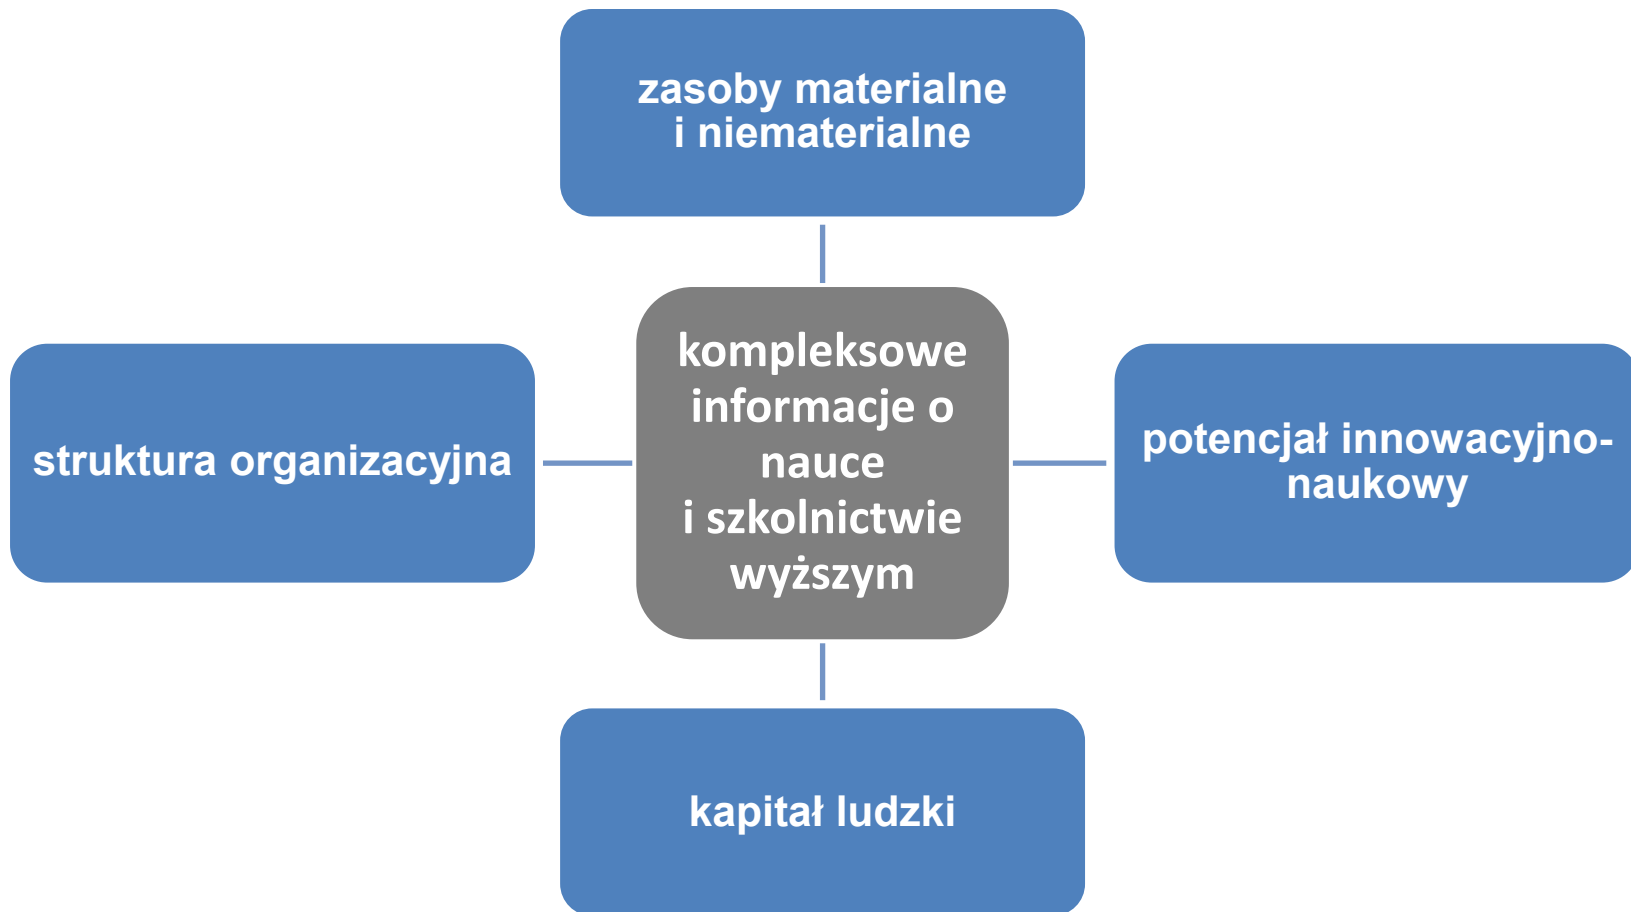 zasoby materialne
i niematerialne
kompleksowe
informacje o
nauce
i szkolnictwie
wyższym
struktura organizacyjna
potencjał innowacyjno-
naukowy
kapitał ludzki